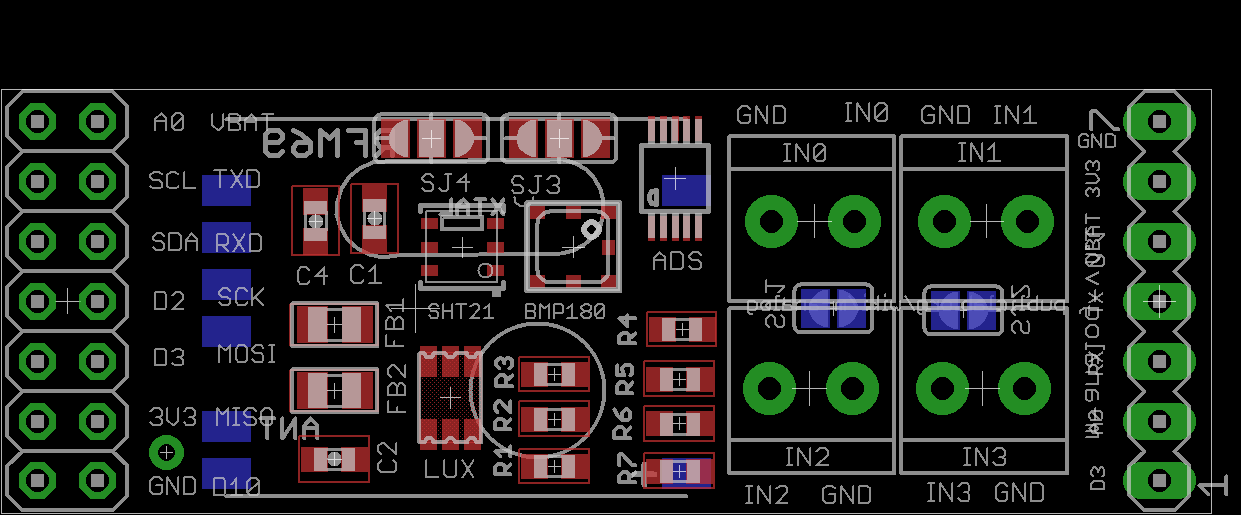 A0 VBAT
RFM69
SCL TXD
SDA RXD
D2 SCK
D3 MOSI
3V3 MISO
ANT
GND D10
SJ4
SJ3
XTAL
C4
C1
SHT21
BMP180
FB1
FB2
C2
LUX
R3
R2
R1
R4
R5
R6
R7
ADS
GND IN0
GND IN1
IN0
IN1
IN2
IN3
IN2 GND
IN3 GND
7
GND
3V3
D3
1